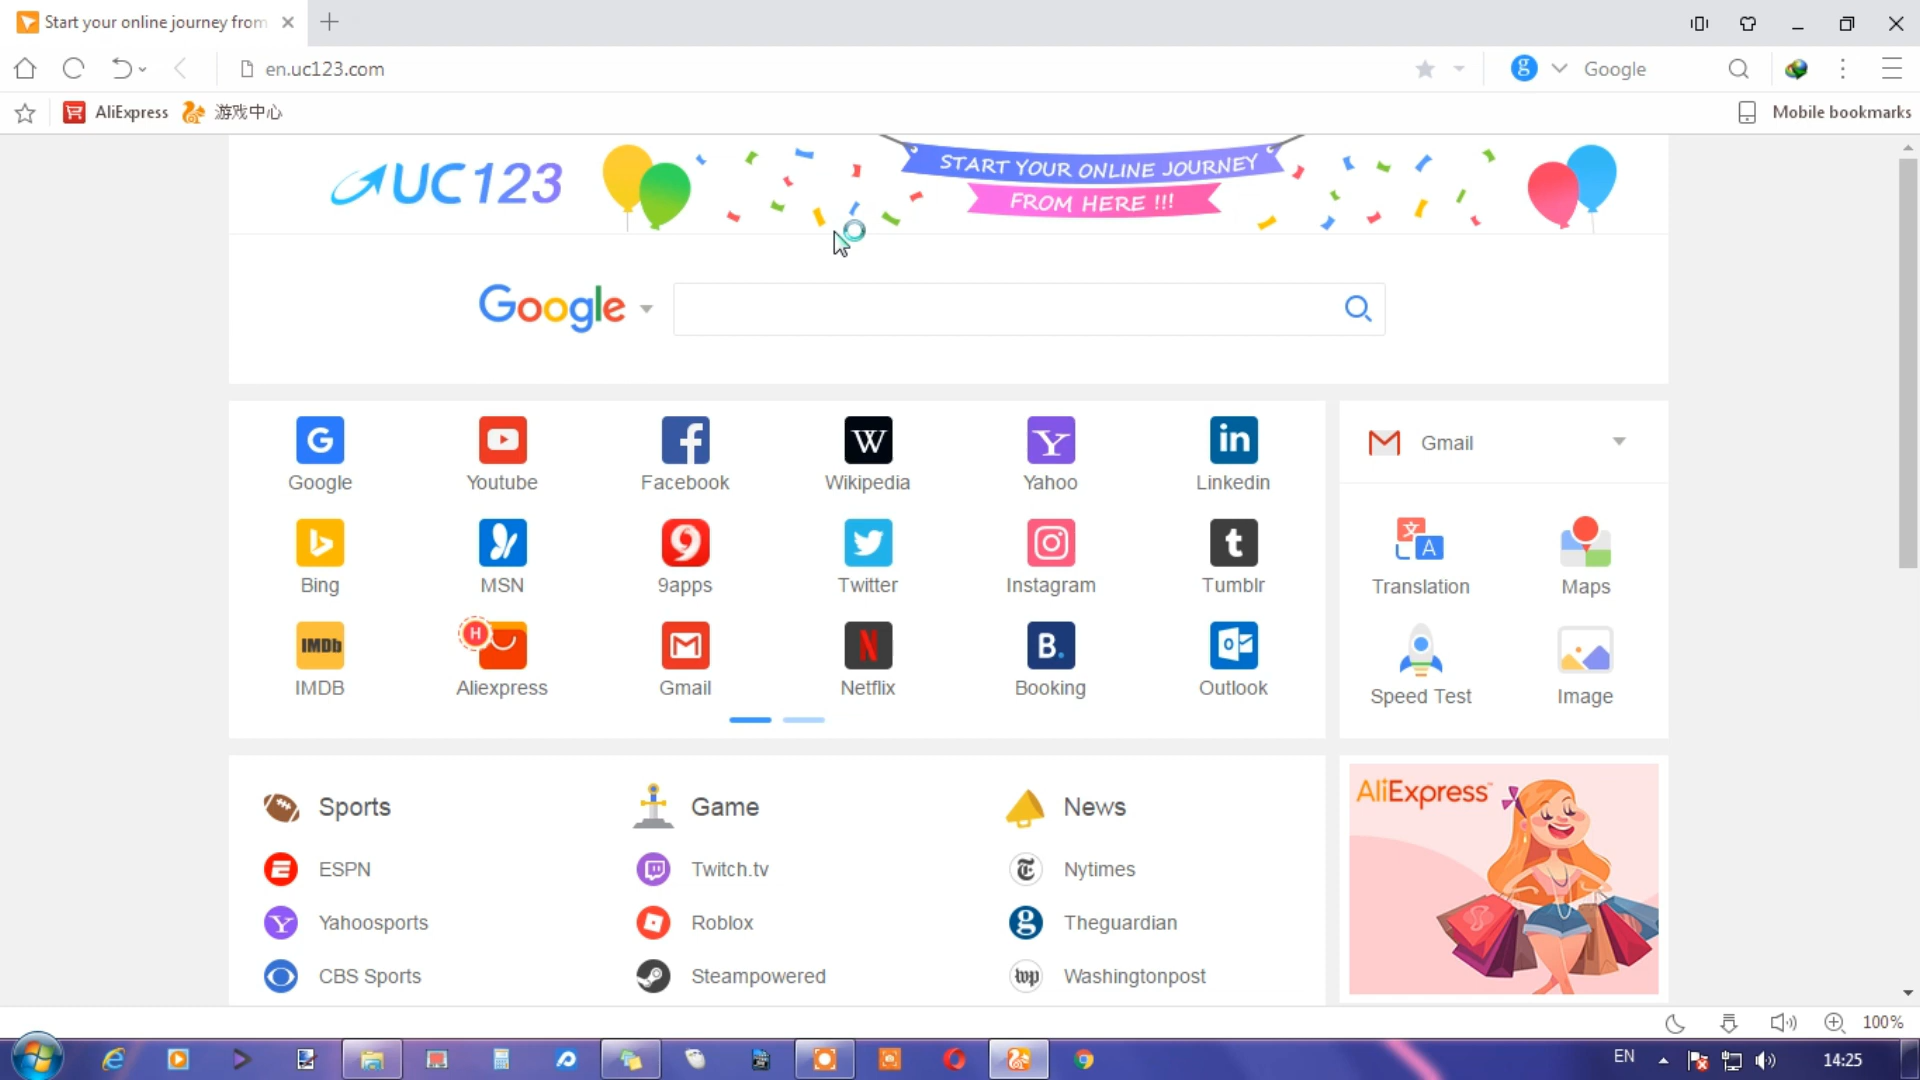 Start your online journey from
en.uc123.com
Google
AliExpress
游戏中心
Mobile bookmarks
UC123
START YOUR ONLINE JOURNEY
FROM HERE !!!
Google
Google
Youtube
Facebook
Wikipedia
Yahoo
Linkedin
Gmail
Bing
MSN
9apps
Twitter
Instagram
Tumblr
Translation
Maps
IMDb
H
IMDB
Aliexpress
Gmail
Netflix
Booking
Outlook
Speed Test
Image
Sports
Game
News
AliExpress™
ESPN
Twitch.tv
Nytimes
Yahoosports
Roblox
Theguardian
CBS Sports
Steampowered
Washingtonpost
100%
EN
14:25